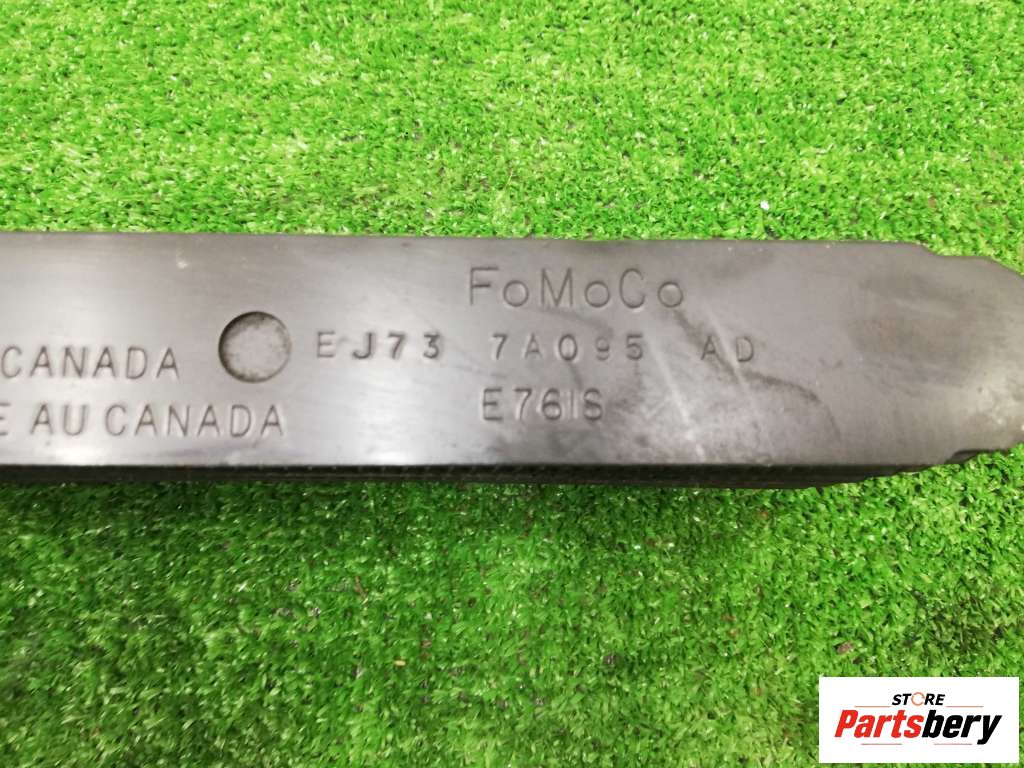 FoMoCo
EJ73 7A095 AD
CANADA
E761S
E AU CANADA
STORE
Partsbery